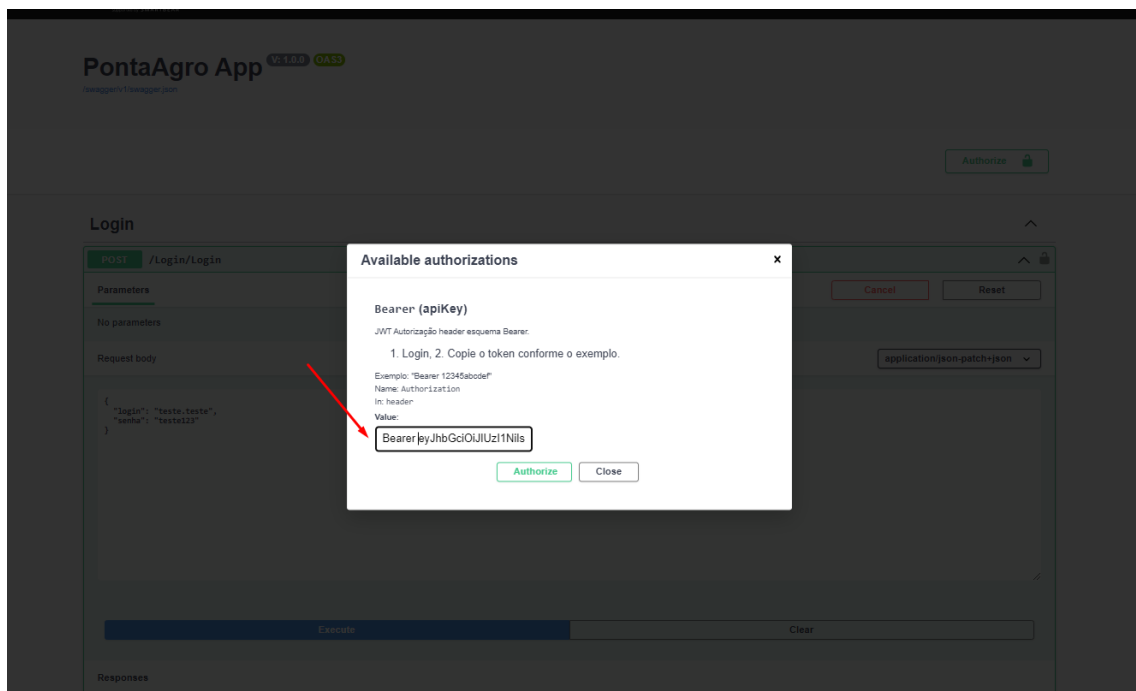 PontaAgro App V: 1.0.0 OAS3
/swagger/v1/swagger.json
Authorize
Login
POST /Login/Login
Available authorizations x
Parameters
Cancel Reset
Bearer (apiKey)
No parameters
JWT Autorização header esquema Bearer.
1. Login, 2. Copie o token conforme o exemplo.
Request body
application/json-patch+json
Exemplo: "Bearer 12345abcdef"
Name: Authorization
In: header
Value:
Bearer eyJhbGciOiJIUzI1NiIs
{
"login": "teste.teste",
"senha": "teste123"
}
Authorize Close
Execute Clear
Responses